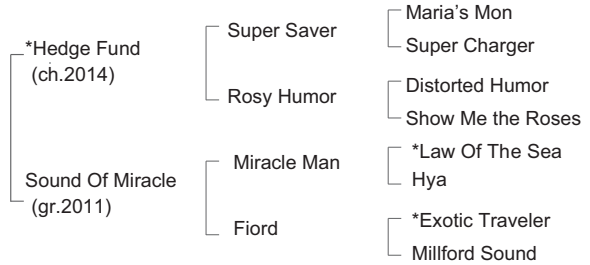 *Hedge Fund
(ch.2014)
Super Saver
Maria's Mon
Super Charger
Rosy Humor
Distorted Humor
Show Me the Roses
Sound Of Miracle
(gr.2011)
Miracle Man
*Law Of The Sea
Hya
Fiord
*Exotic Traveler
Millford Sound